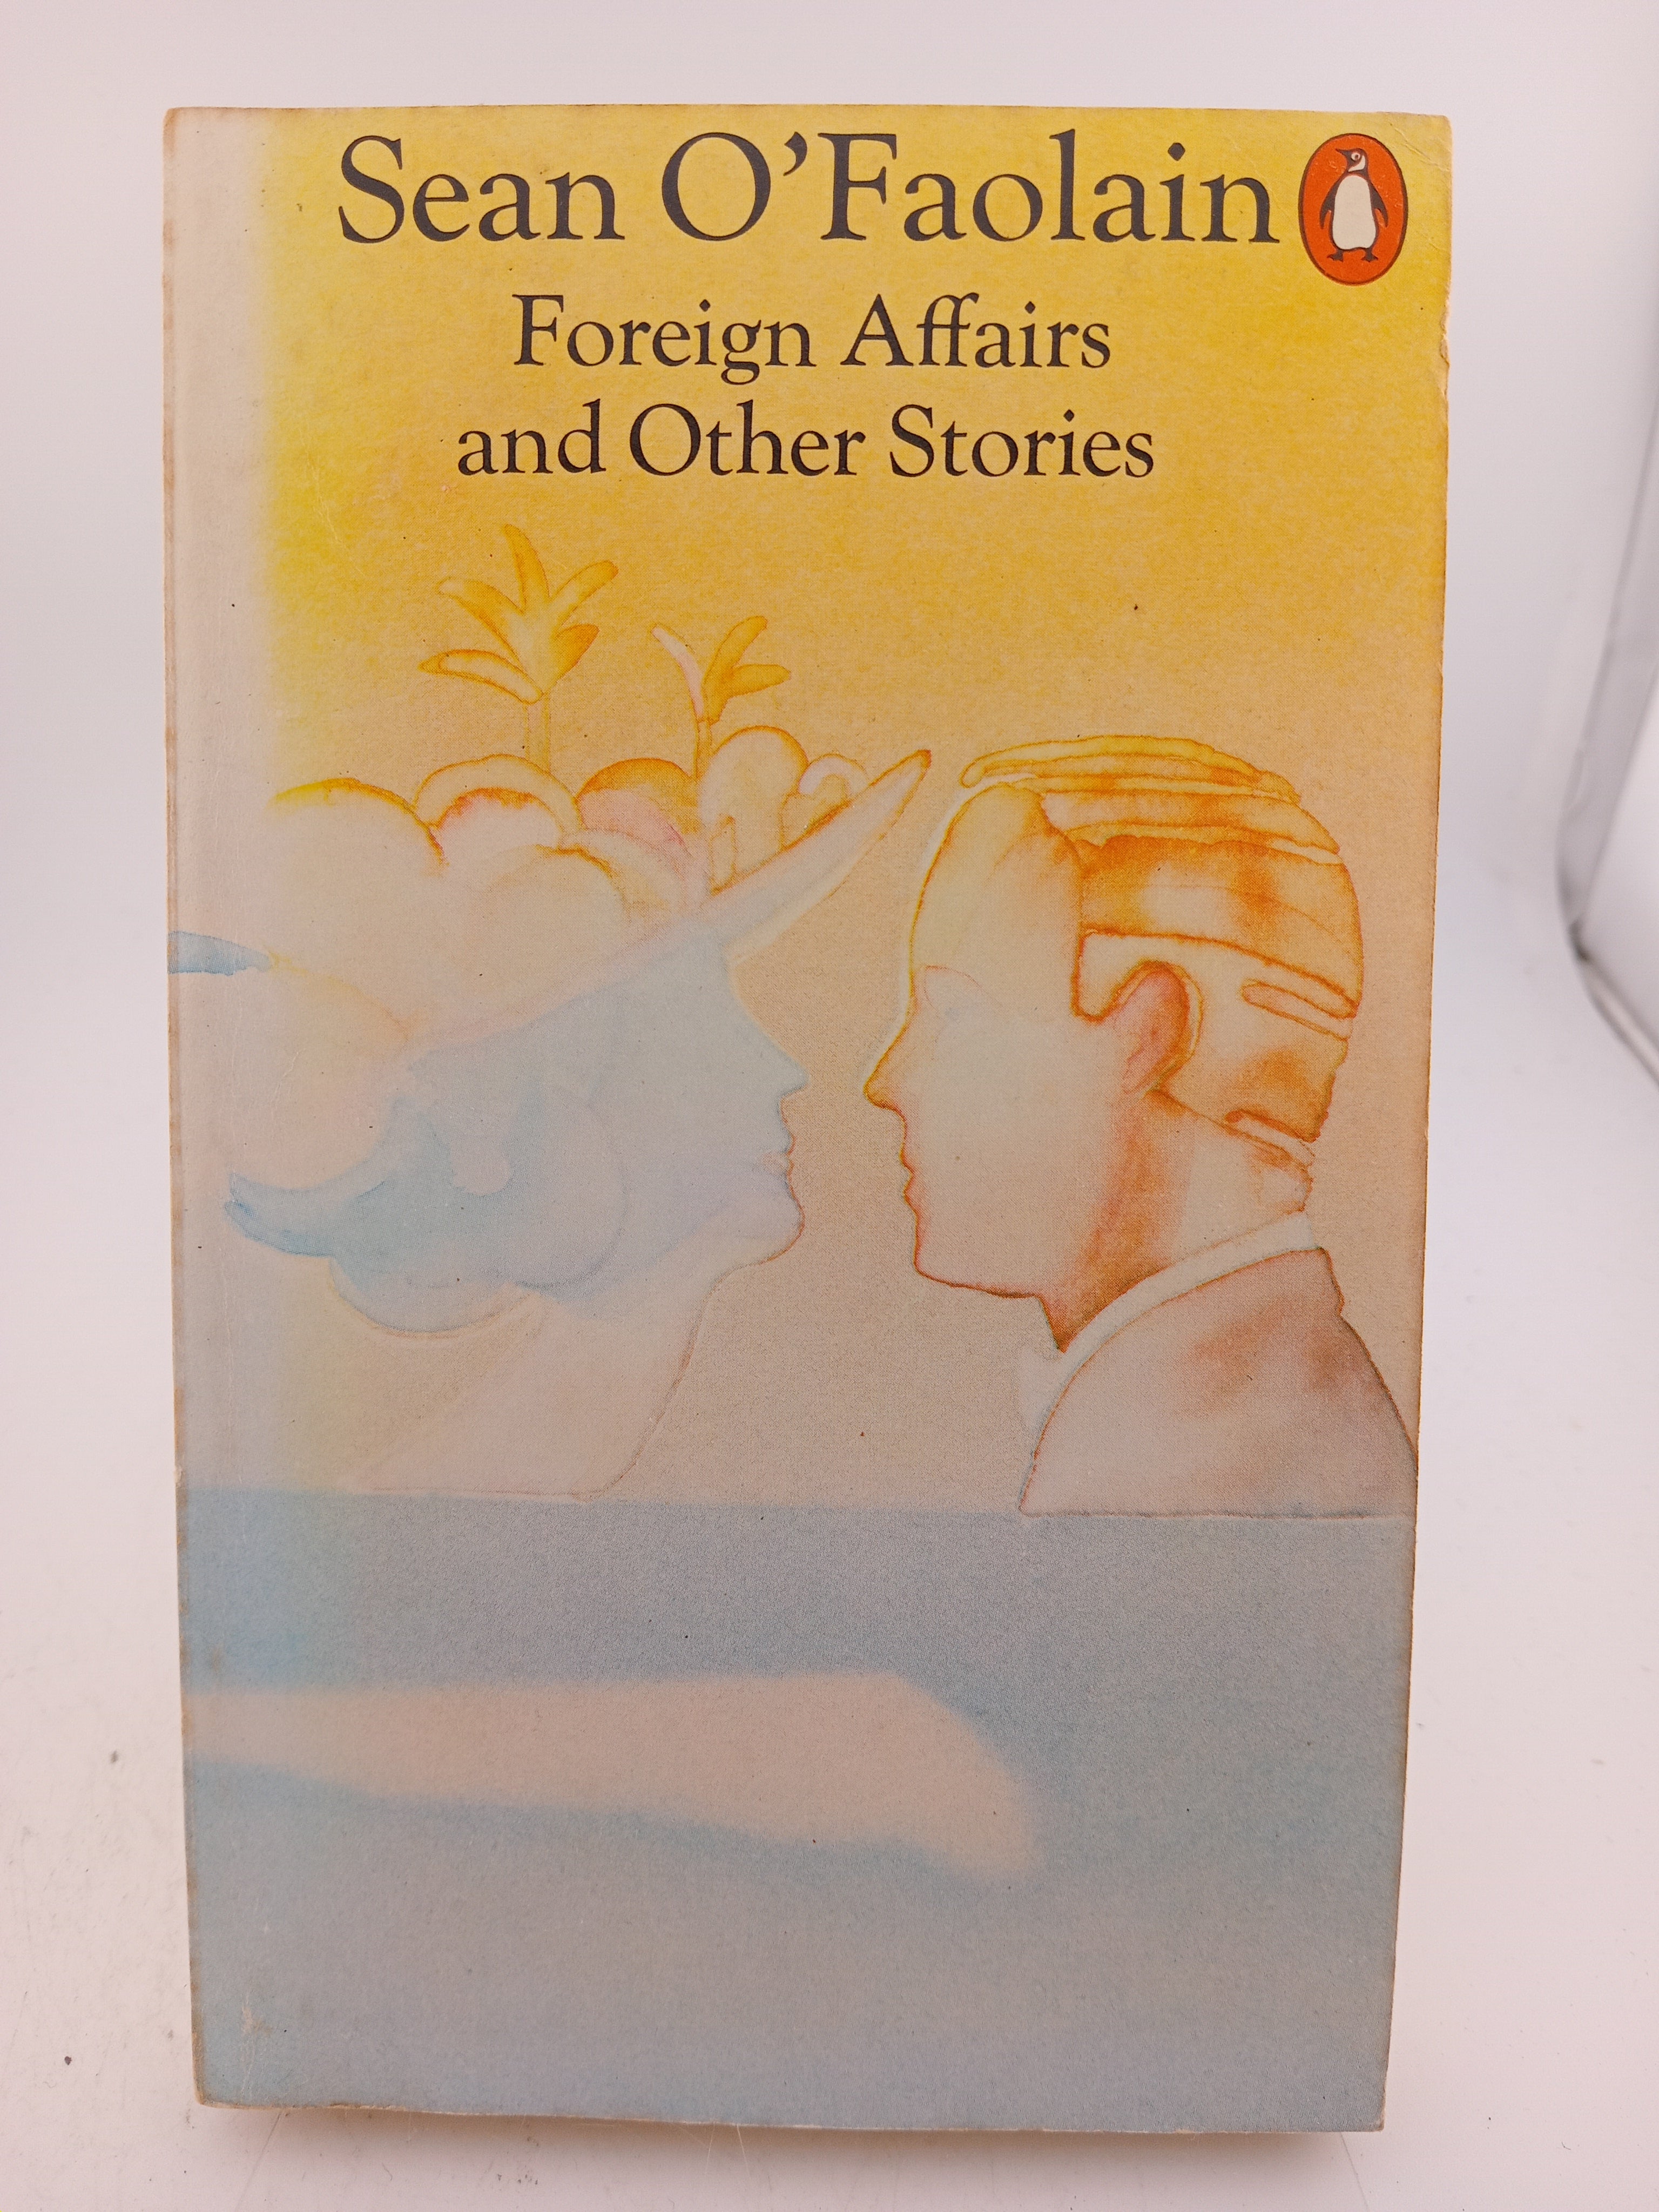 Sean O'Faolain
Foreign Affairs
and Other Stories